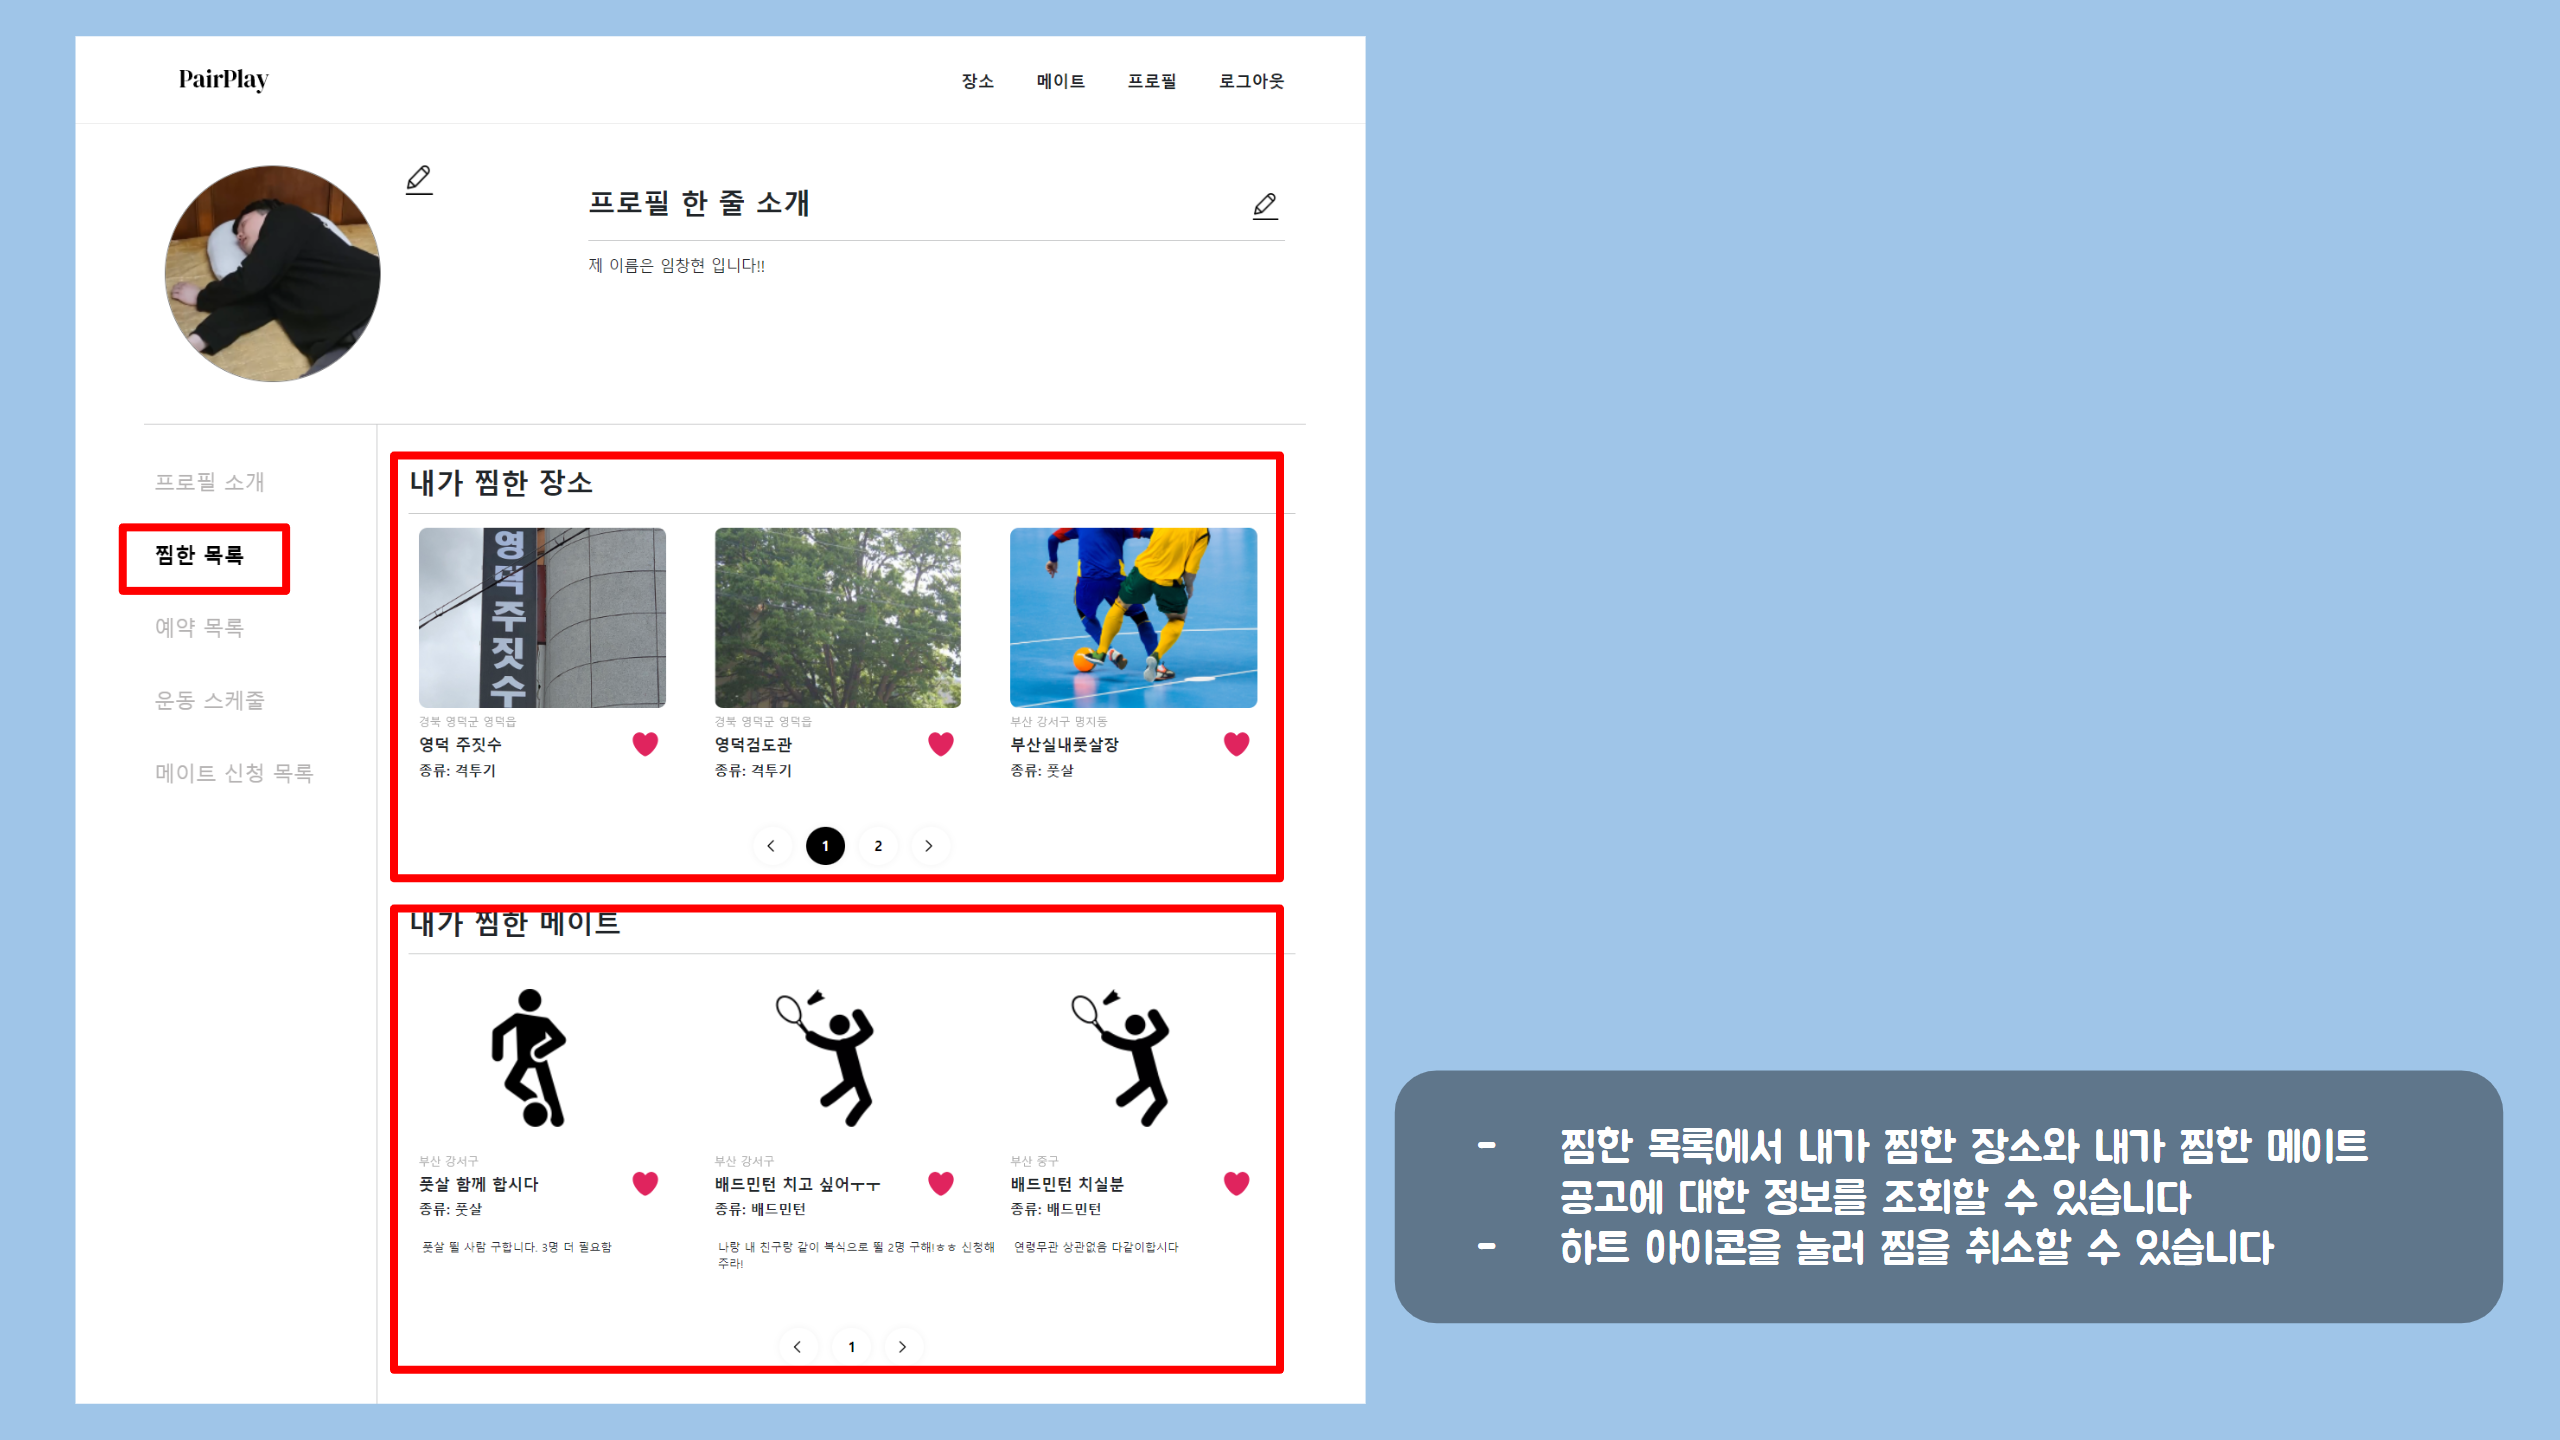 PairPlay
장소 메이트 프로필 로그아웃
프로필 한 줄 소개
제 이름은 임창현 입니다!!
프로필 소개
찜한 목록
예약 목록
운동 스케줄
메이트 신청 목록
내가 찜한 장소
영덕주짓수
경북 영덕군 영덕읍
영덕 주짓수
종류: 격투기
경북 영덕군 영덕읍
영덕검도관
종류: 격투기
부산 강서구 명지동
부산실내풋살장
종류: 풋살
1 2
내가 찜한 메이트
부산 강서구
풋살 함께 합시다
종류: 풋살
풋살 뛸 사람 구합니다. 3명 더 필요함
부산 강서구
배드민턴 치고 싶어ㅜㅜ
종류: 배드민턴
나랑 내 친구랑 같이 복식으로 뛸 2명 구해!ㅎㅎ 신청해
주라!
부산 중구
배드민턴 치실분
종류: 배드민턴
연령무관 상관없음 다같이합시다
1
- 찜한 목록에서 내가 찜한 장소와 내가 찜한 메이트
공고에 대한 정보를 조회할 수 있습니다
- 하트 아이콘을 눌러 찜을 취소할 수 있습니다